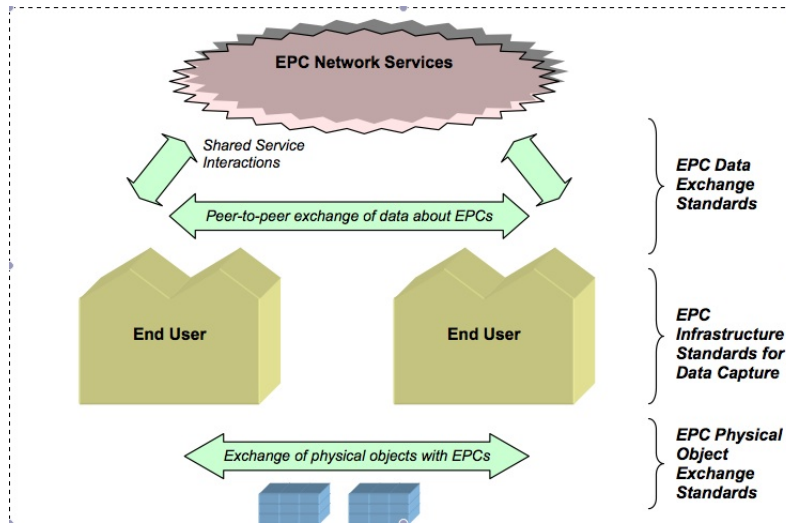 EPC Network Services
Shared Service
Interactions
Peer-to-peer exchange of data about EPCs
EPC Data
Exchange
Standards
End User
End User
EPC
Infrastructure
Standards for
Data Capture
Exchange of physical objects with EPCs
EPC Physical
Object
Exchange
Standards